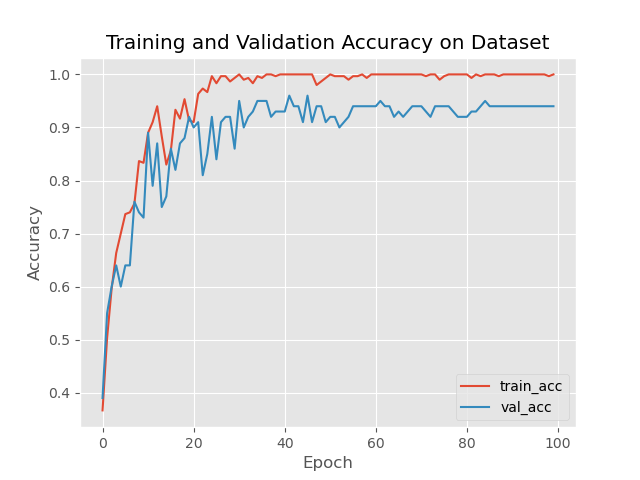 Training and Validation Accuracy on Dataset
1.0
0.9
0.8
0.7
0.6
0.5
0.4
Accuracy
0
20
40
60
80
100
Epoch
train_acc
val_acc